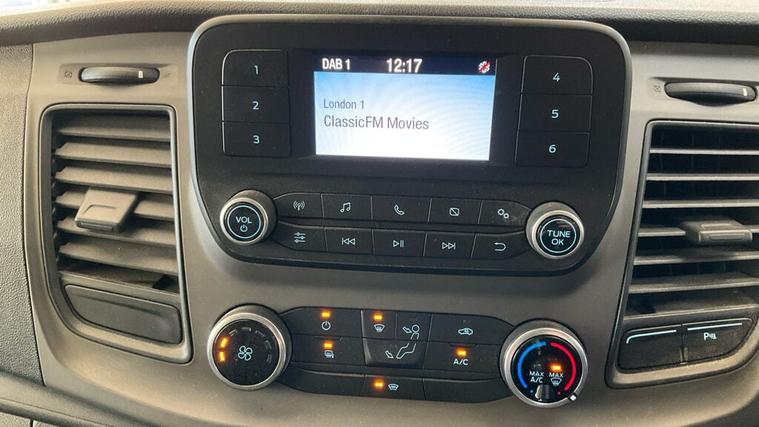 DAB 1 12:17
1
2
3
London 1
ClassicFM Movies
4
5
6
VOL
TUNE
OK
A/C
MAX
A/C
MAX
P